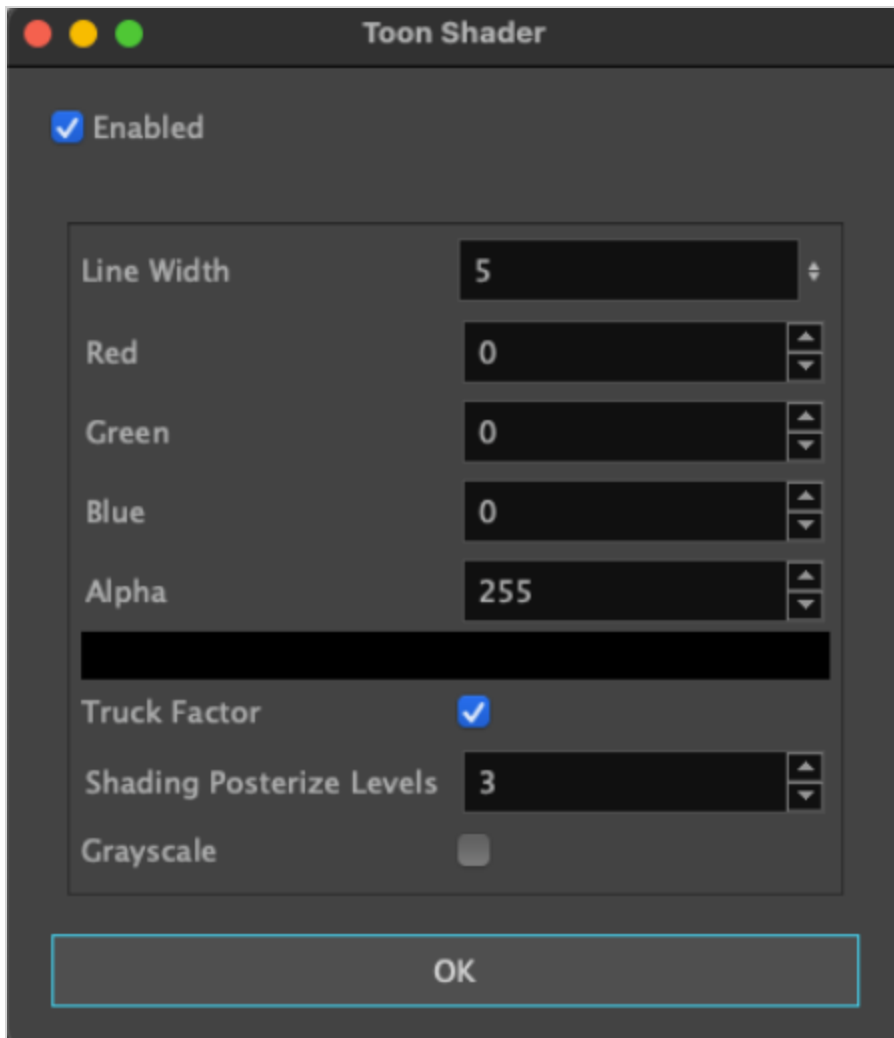 Toon Shader
Enabled
Line Width 5
Red 0
Green 0
Blue 0
Alpha 255
Truck Factor
Shading Posterize Levels 3
Grayscale
OK